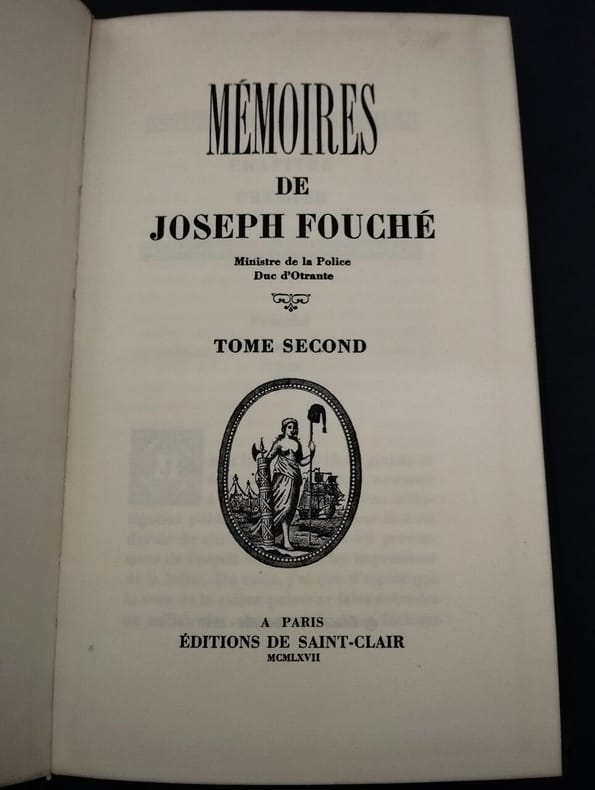 MÉMOIRES
DE
JOSEPH FOUCHÉ
Ministre de la Police
Duc d'Otrante
TOME SECOND
A PARIS
ÉDITIONS DE SAINT-CLAIR
MCMLXVII